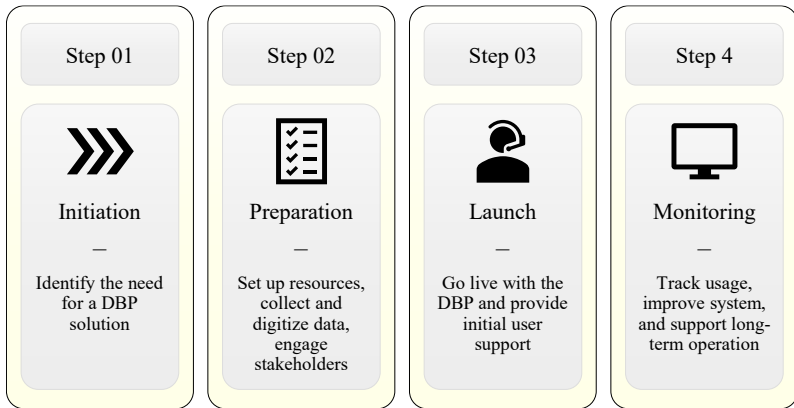 Step 01
Initiation
—
Identify the need
for a DBP
solution
Step 02
Preparation
—
Set up resources,
collect and
digitize data,
engage
stakeholders
Step 03
Launch
—
Go live with the
DBP and provide
initial user
support
Step 4
Monitoring
—
Track usage,
improve system,
and support long-
term operation